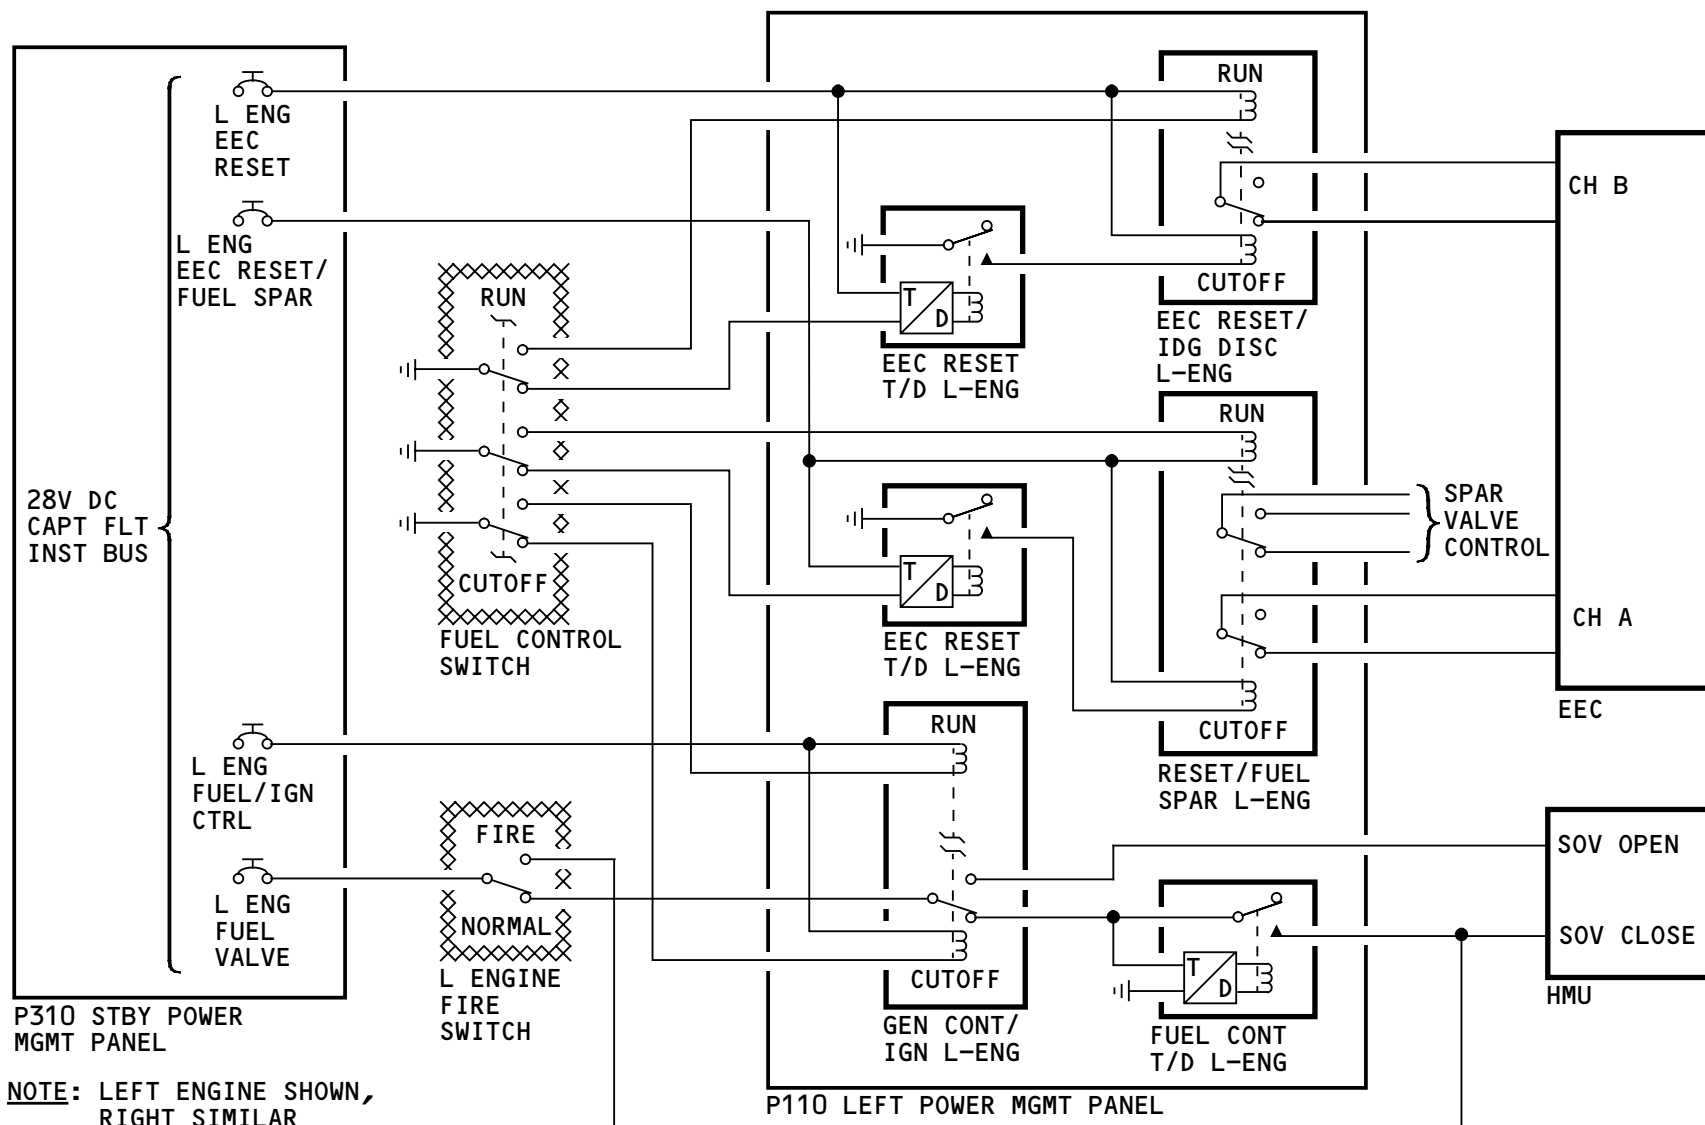 L ENG
EEC
RESET
L ENG
EEC RESET/
FUEL SPAR
28V DC
CAPT FLT
INST BUS
L ENG
FUEL/IGN
CTRL
L ENG
FUEL
VALVE
P310 STBY POWER
MGMT PANEL
NOTE: LEFT ENGINE SHOWN,
RIGHT SIMILAR
RUN
CUTOFF
FUEL CONTROL
SWITCH
FIRE
NORMAL
L ENGINE
FIRE
SWITCH
T
D
EEC RESET
T/D L-ENG
T
D
EEC RESET
T/D L-ENG
RUN
CUTOFF
GEN CONT/
IGN L-ENG
RUN
CUTOFF
EEC RESET/
IDG DISC
L-ENG
RUN
CUTOFF
RESET/FUEL
SPAR L-ENG
T
D
FUEL CONT
T/D L-ENG
P110 LEFT POWER MGMT PANEL
SPAR
VALVE
CONTROL
CH B
CH A
EEC
SOV OPEN
SOV CLOSE
HMU